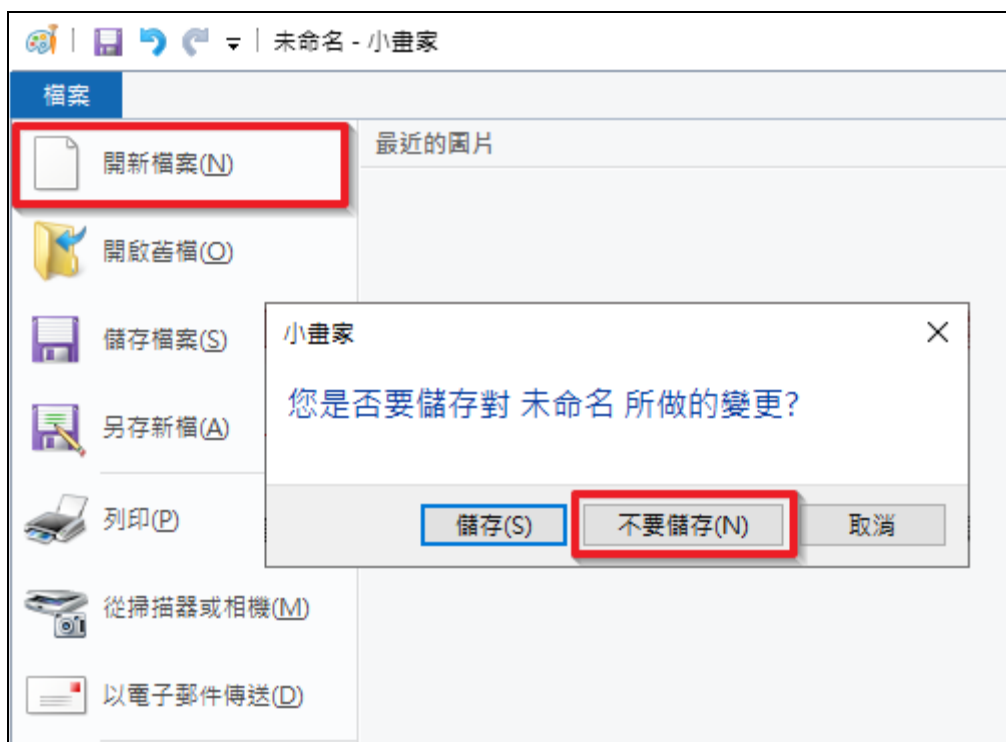 未命名 - 小畫家
檔案
開新檔案(N)
最近的圖片
開啟舊檔(O)
儲存檔案(S)
另存新檔(A)
列印(P)
從掃描器或相機(M)
以電子郵件傳送(D)
小畫家
您是否要儲存對 未命名 所做的變更?
儲存(S)
不要儲存(N)
取消